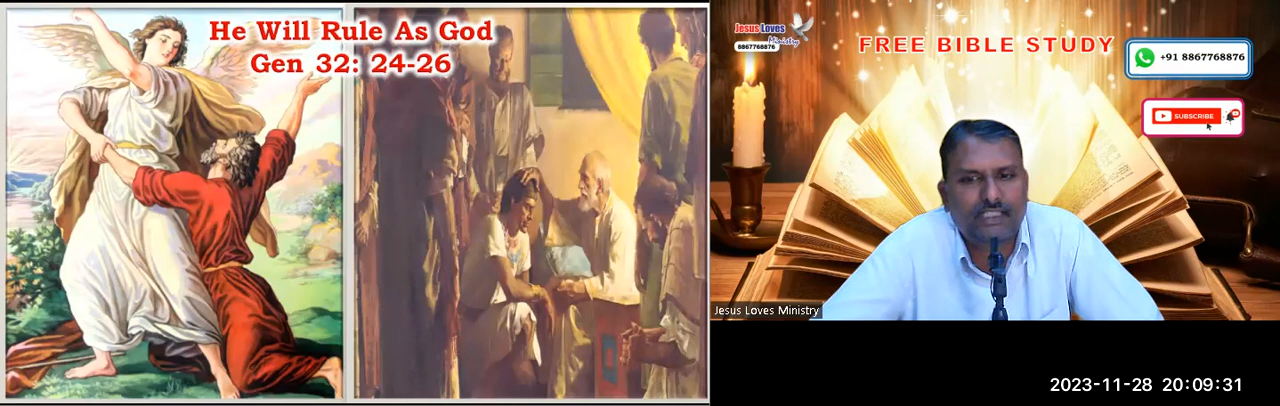 He Will Rule As God
Gen 32: 24-26
Jesus Loves
Ministry
8867768876
FREE BIBLE STUDY
+91 8867768876
SUBSCRIBE
Jesus Loves Ministry
2023-11-28 20:09:31